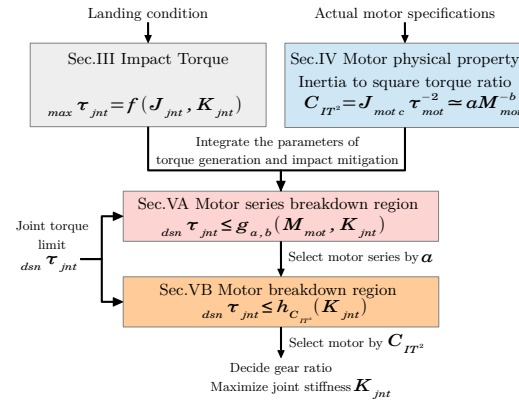 Landing condition
Actual motor specifications
Sec.III Impact Torque
max τ jnt = f ( J jnt , K jnt )
Sec.IV Motor physical property
Inertia to square torque ratio
C IT² = J mot c τ mot ⁻² ≃ a M mot ⁻ᵇ
Integrate the parameters of
torque generation and impact mitigation
Sec.VA Motor series breakdown region
dsn τ jnt ≤ g a,b ( M mot , K jnt )
Joint torque
limit
dsn τ jnt
Select motor series by a
Sec.VB Motor breakdown region
dsn τ jnt ≤ h C IT² ( K jnt )
Select motor by C IT²
Decide gear ratio
Maximize joint stiffness K jnt